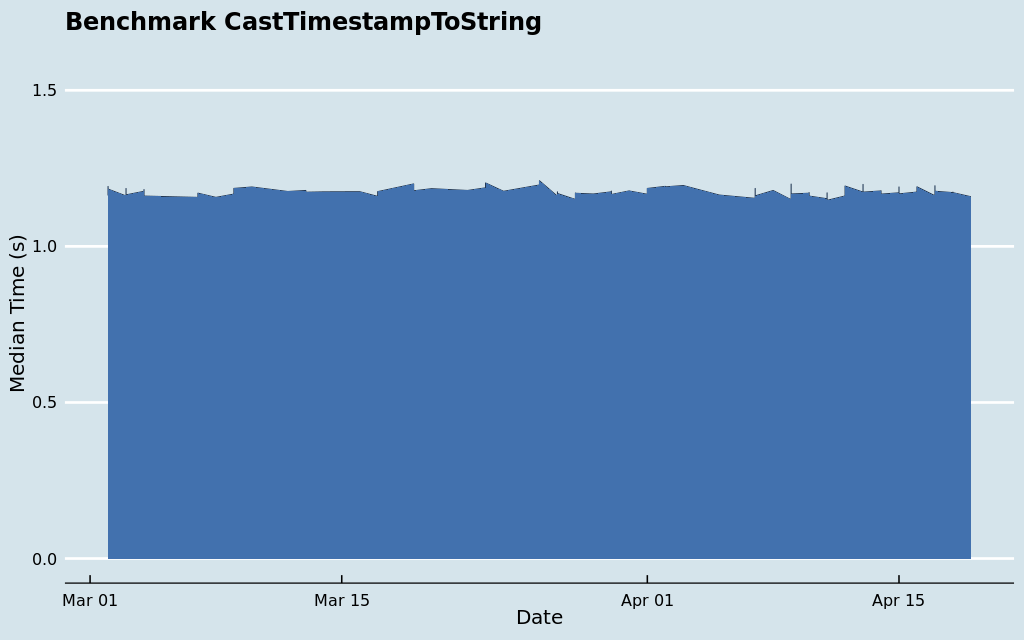 Benchmark CastTimestampToString
1.5
1.0
0.5
0.0
Median Time (s)
Mar 01
Mar 15
Apr 01
Apr 15
Date